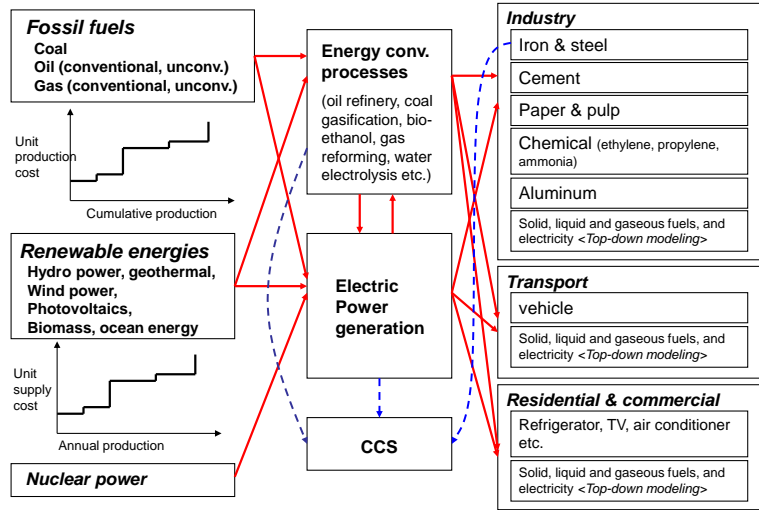 Fossil fuels
Coal
Oil (conventional, unconv.)
Gas (conventional, unconv.)
Unit
production
cost
Cumulative production
Renewable energies
Hydro power, geothermal,
Wind power,
Photovoltaics,
Biomass, ocean energy
Unit
supply
cost
Annual production
Nuclear power
Energy conv.
processes
(oil refinery, coal
gasification, bio-
ethanol, gas
reforming, water
electrolysis etc.)
Electric
Power
generation
CCS
Industry
Iron & steel
Cement
Paper & pulp
Chemical (ethylene, propylene,
ammonia)
Aluminum
Solid, liquid and gaseous fuels, and
electricity <Top-down modeling>
Transport
vehicle
Solid, liquid and gaseous fuels, and
electricity <Top-down modeling>
Residential & commercial
Refrigerator, TV, air conditioner
etc.
Solid, liquid and gaseous fuels, and
electricity <Top-down modeling>